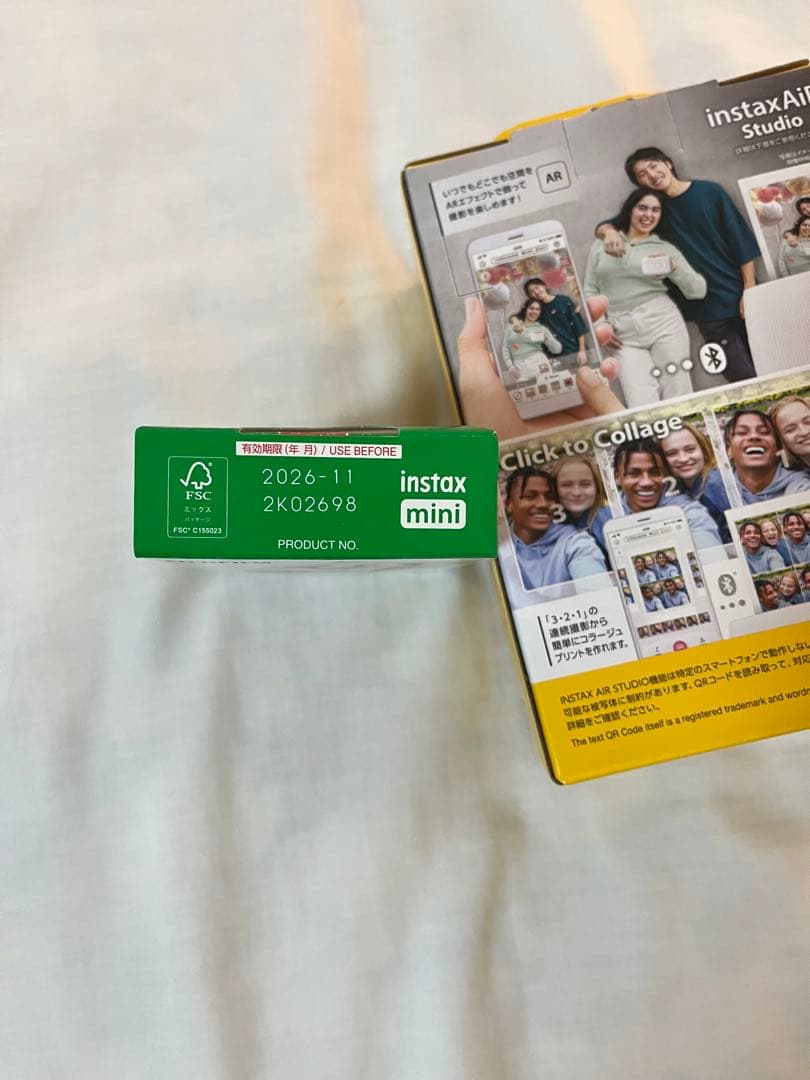 instax AiR
Studio
いつでもどこでも空間を
ARエフェクトで飾って
撮影を楽しめます!
AR
Click to Collage
3
2
1
「3・2・1」の
連続撮影から
簡単にコラージュ
プリントを作れます。
INSTAX AIR STUDIO機能は特定のスマートフォンで動作しない
可能な被写体に制約があります。QRコードを読み取って、対応
詳細をご確認ください。
The text QR Code itself is a registered trademark and
有効期限(年 月) / USE BEFORE
2026-11
2K02698
PRODUCT NO.
instax
mini
FSC
ミックス
パッケージ
FSC® C155023